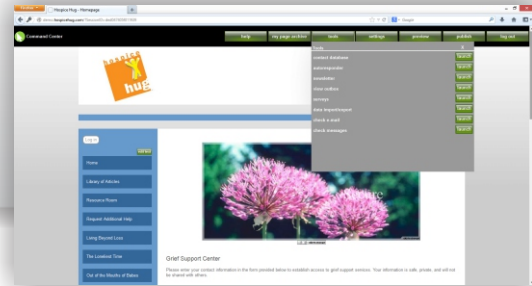 Hospice Hug - Homepage
Command Center
help
my page archive
tools
settings
preview
publish
log out
tools
X
contact database
launch
autoresponder
launch
newsletter
launch
view outbox
launch
surveys
launch
data import/export
launch
check e-mail
launch
check messages
launch
hospice
hug
Log In
Home
Library of Articles
Resource Room
Request Additional Help
Living Beyond Loss
The Loneliest Time
Out of the Mouths of Babes
Grief Support Center
Please enter your contact information in the form provided below to establish access to grief support services. Your information is safe, private, and will not
be shared with others.